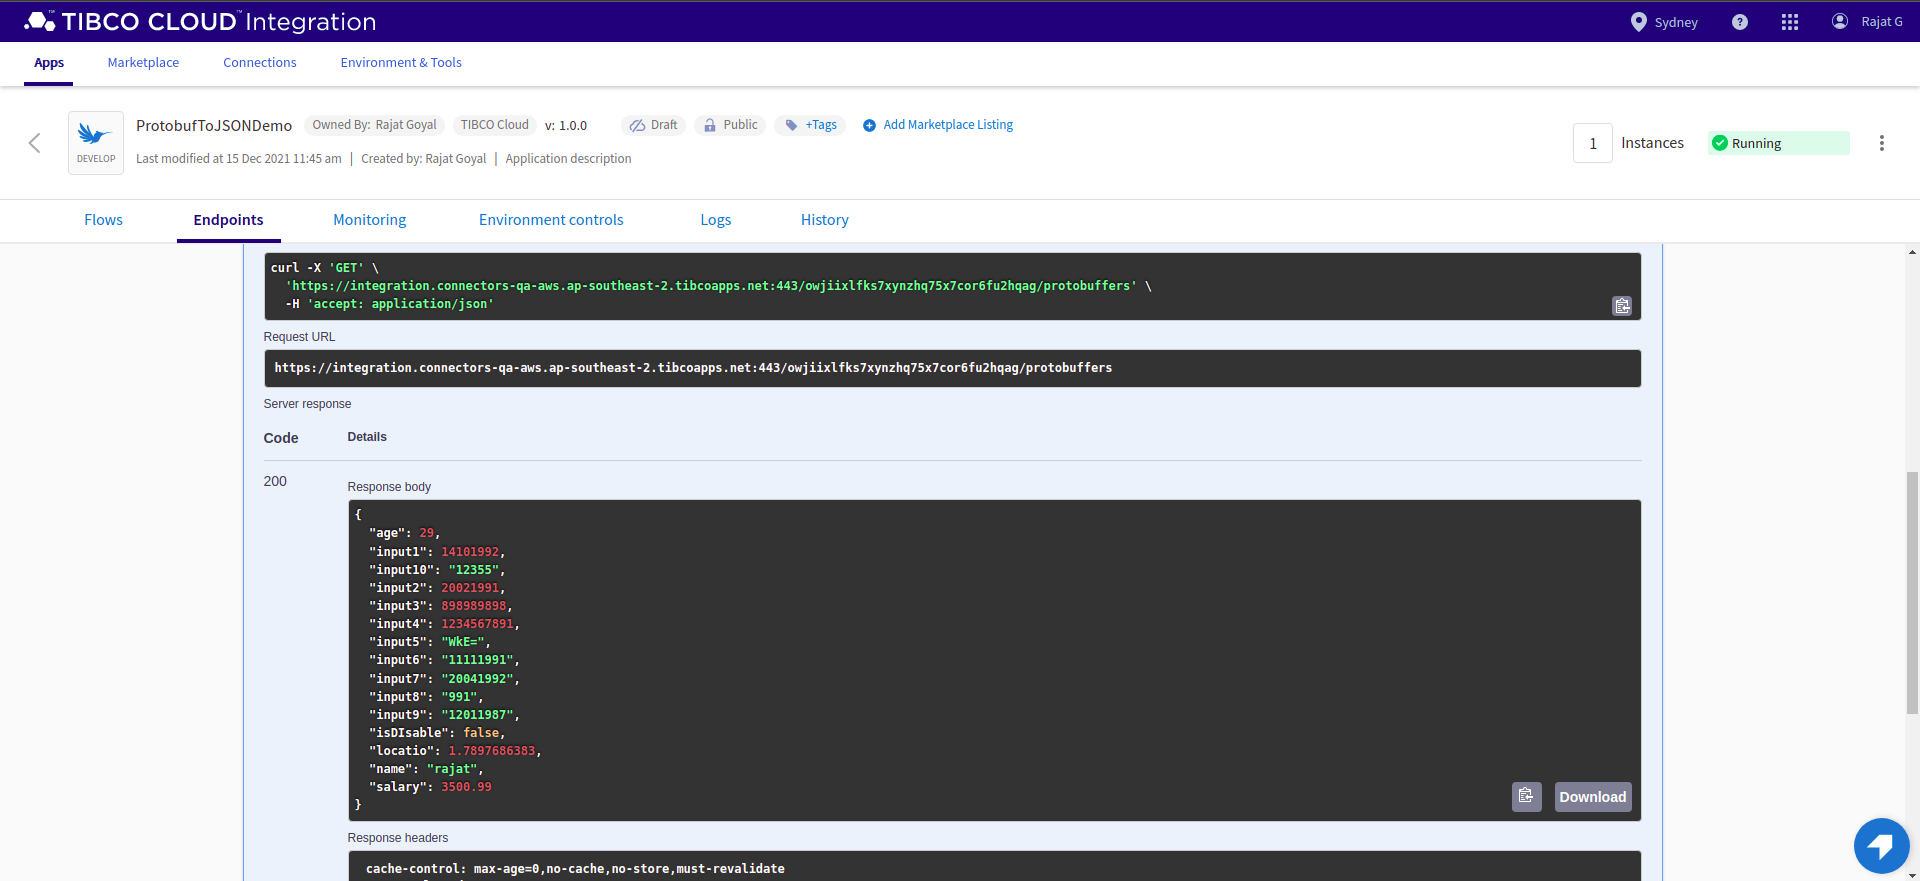 TIBCO CLOUD™ Integration
Sydney
Rajat G
Apps Marketplace Connections Environment & Tools
DEVELOP
ProtobufToJSONDemo Owned By: Rajat Goyal TIBCO Cloud v: 1.0.0 Draft Public +Tags Add Marketplace Listing
Last modified at 15 Dec 2021 11:45 am | Created by: Rajat Goyal | Application description
1 Instances Running
Flows Endpoints Monitoring Environment controls Logs History
curl -X 'GET' \
'https://integration.connectors-qa-aws.ap-southeast-2.tibcoapps.net:443/owjiixlfks7xynzhq75x7cor6fu2hqag/protobuffers' \
-H 'accept: application/json'
Request URL
https://integration.connectors-qa-aws.ap-southeast-2.tibcoapps.net:443/owjiixlfks7xynzhq75x7cor6fu2hqag/protobuffers
Server response
Code Details
200
Response body
{
"age": 29,
"input1": 14101992,
"input10": "12355",
"input2": 20021991,
"input3": 898989898,
"input4": 1234567891,
"input5": "WkE=",
"input6": "11111991",
"input7": "20041992",
"input8": "991",
"input9": "12011987",
"isDIsable": false,
"locatio": 1.7897686383,
"name": "rajat",
"salary": 3500.99
}
Download
Response headers
cache-control: max-age=0,no-cache,no-store,must-revalidate